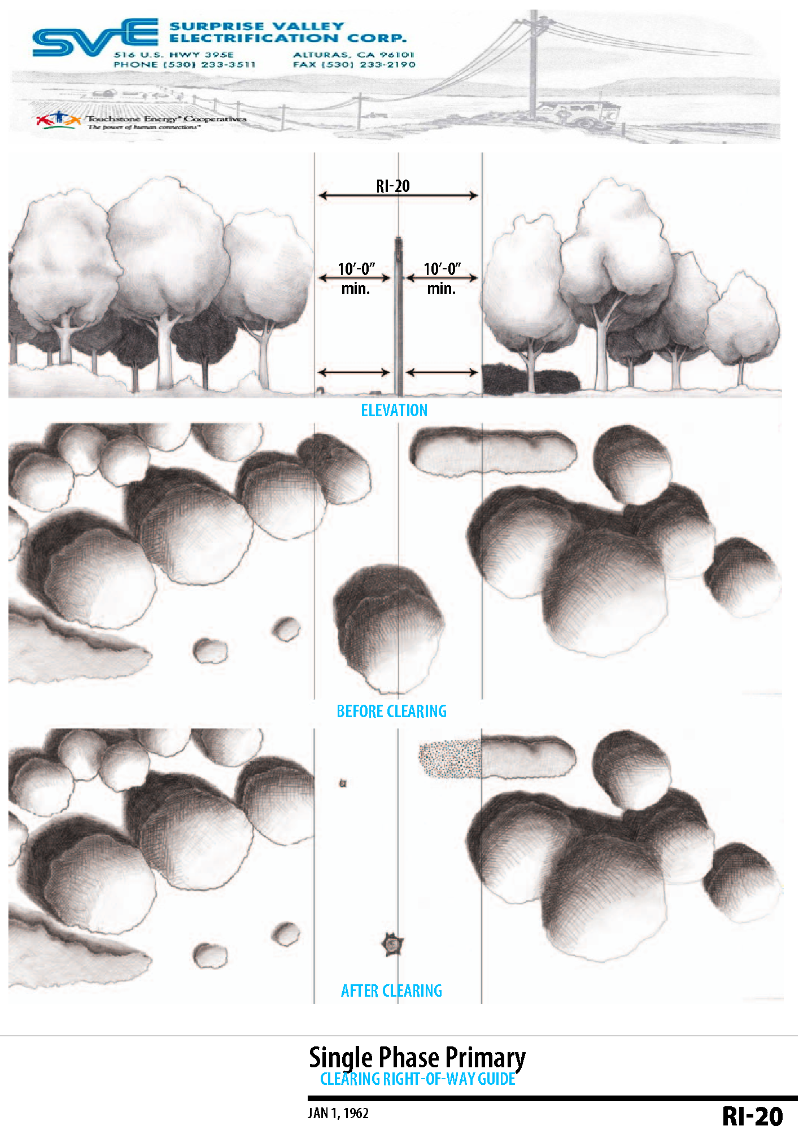 SVE
SURPRISE VALLEY
ELECTRIFICATION CORP.
516 U.S. HWY 395E ALTURAS, CA 96101
PHONE (530) 233-3511 FAX (530) 233-2190
Touchstone Energy® Cooperatives
The power of human connections™
RI-20
10'-0" 10'-0"
min. min.
ELEVATION
BEFORE CLEARING
AFTER CLEARING
Single Phase Primary
CLEARING RIGHT-OF-WAY GUIDE
JAN 1, 1962
RI-20